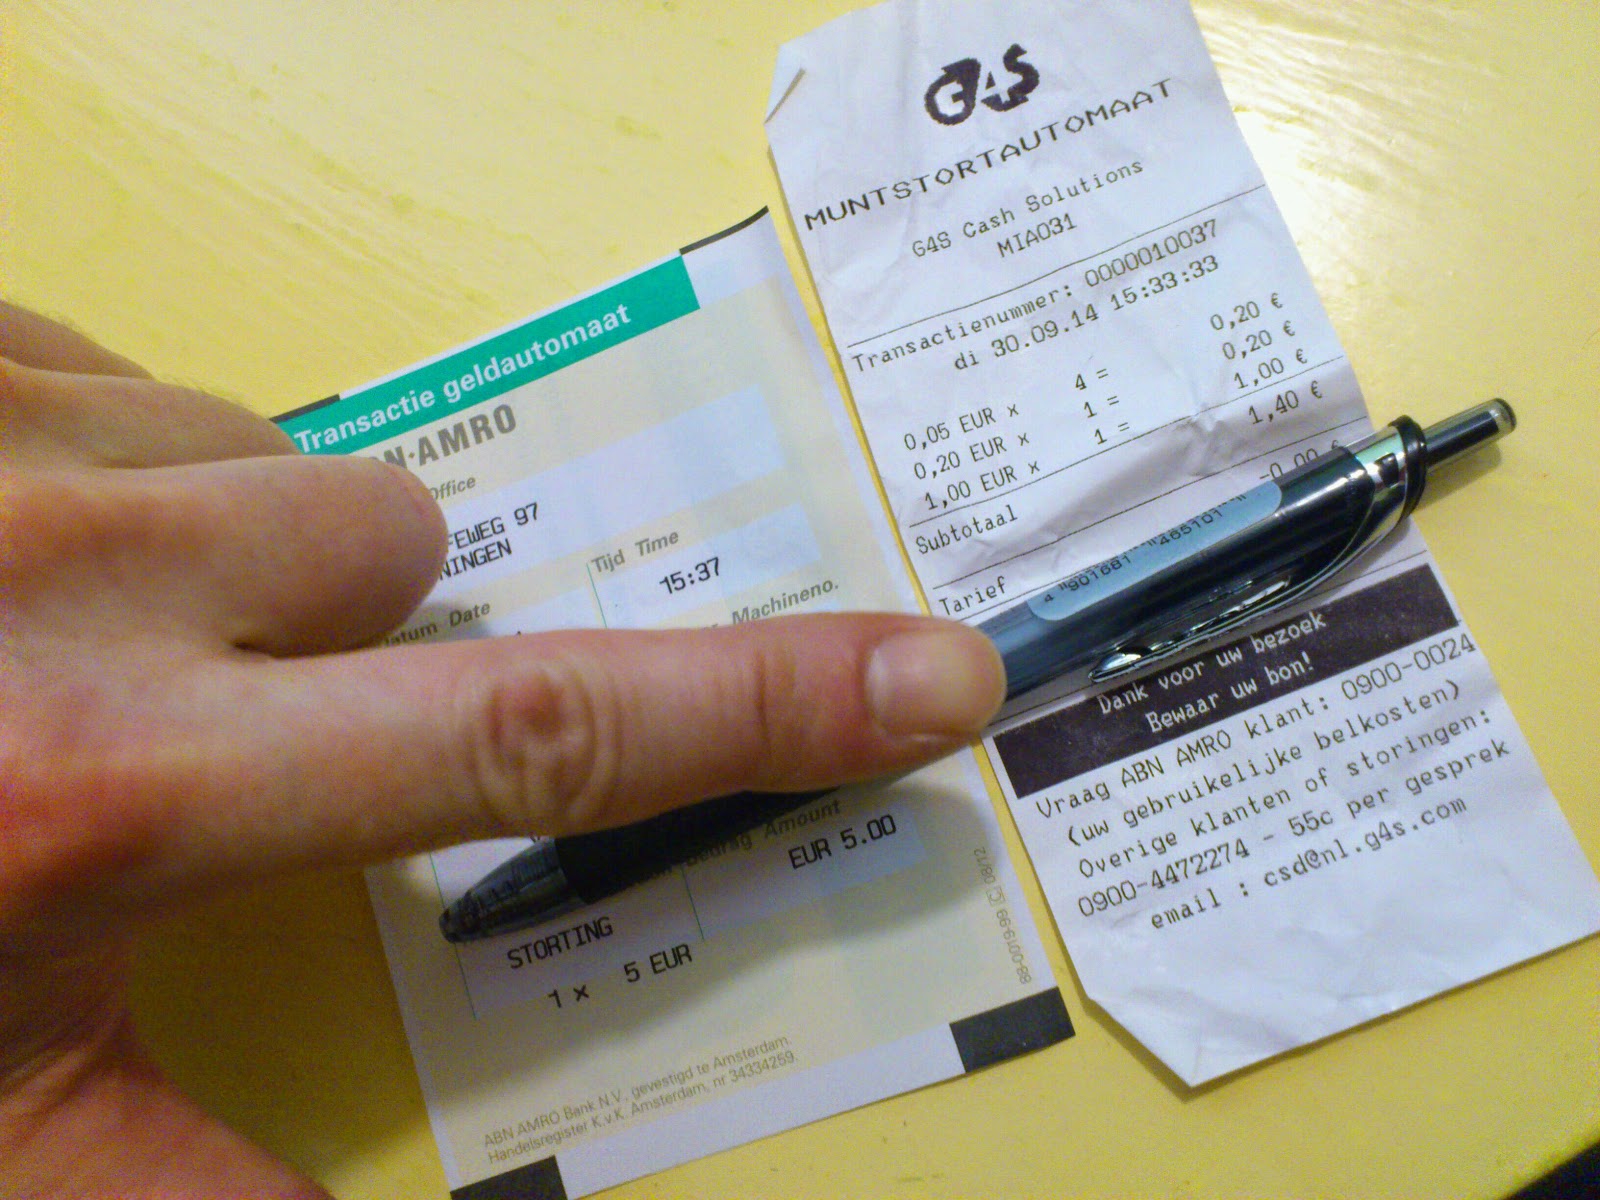 Transactie geldautomaat
N·AMRO
Office
FEWEG 97
NINGEN
Datum Date
Tijd Time
15:37
Machineno.
Bedrag Amount
EUR 5.00
STORTING
1 x 5 EUR
ABN AMRO Bank N.V., gevestigd te Amsterdam.
Handelsregister K.v.K. Amsterdam, nr 34334259.
G4S
MUNTSTORTAUTOMAAT
G4S Cash Solutions
MIA031
Transactienummer: 0000010037
di 30.09.14 15:33:33
0,05 EUR x 4 = 0,20 €
0,20 EUR x 1 = 0,20 €
1,00 EUR x 1 = 1,00 €
Subtotaal 1,40 €
Tarief -0,00 €
Dank voor uw bezoek
Bewaar uw bon!
Vraag ABN AMRO klant: 0900-0024
(uw gebruikelijke belkosten)
Overige klanten of storingen:
0900-4472274 - 55c per gesprek
email : csd@nl.g4s.com